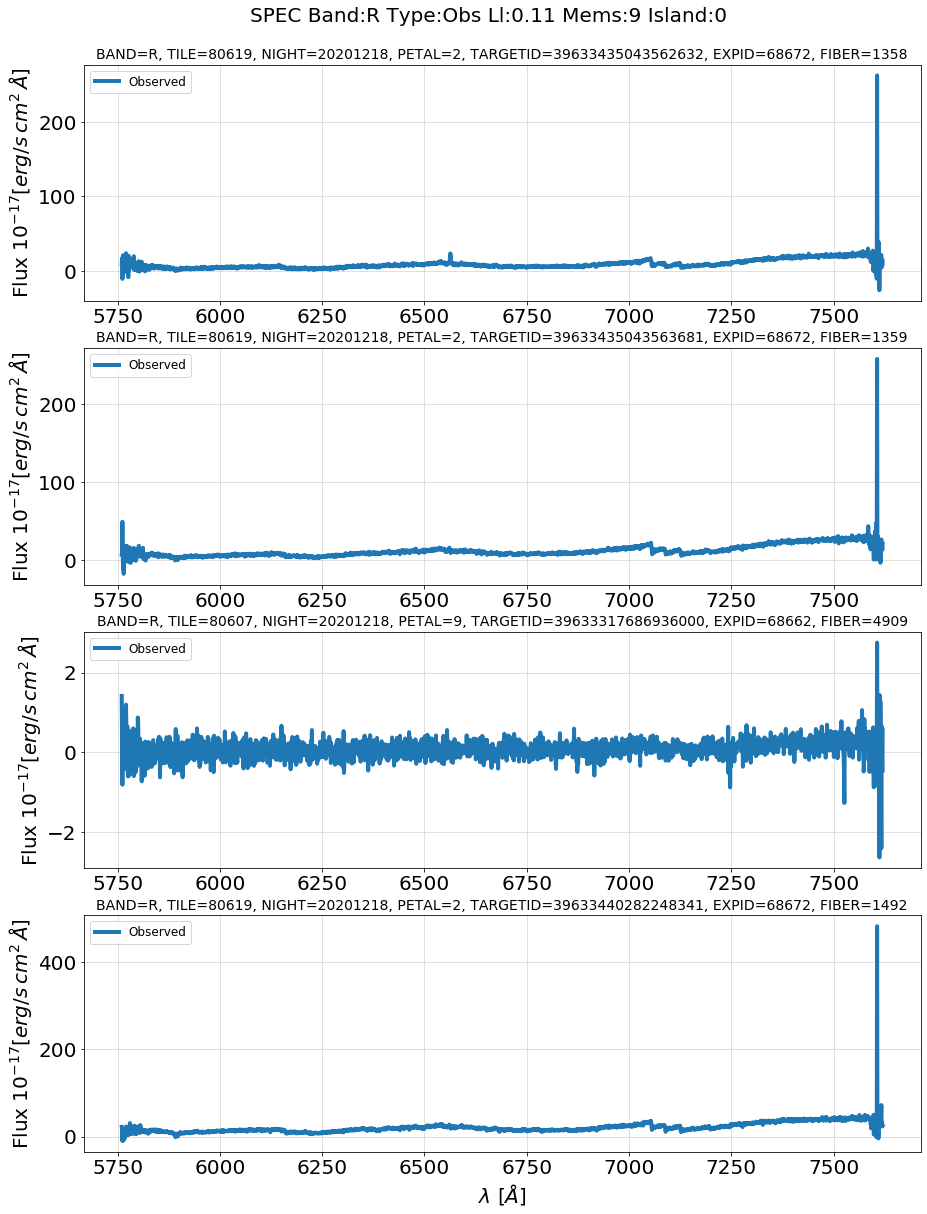 SPEC Band:R Type:Obs Ll:0.11 Mems:9 Island:0
BAND=R, TILE=80619, NIGHT=20201218, PETAL=2, TARGETID=39633435043562632, EXPID=68672, FIBER=1358
Observed
Flux 10^{-17}[erg/s cm^2 Å]
200
100
0
5750 6000 6250 6500 6750 7000 7250 7500
BAND=R, TILE=80619, NIGHT=20201218, PETAL=2, TARGETID=39633435043563681, EXPID=68672, FIBER=1359
Observed
Flux 10^{-17}[erg/s cm^2 Å]
200
100
0
5750 6000 6250 6500 6750 7000 7250 7500
BAND=R, TILE=80607, NIGHT=20201218, PETAL=9, TARGETID=39633317686936000, EXPID=68662, FIBER=4909
Observed
Flux 10^{-17}[erg/s cm^2 Å]
2
0
−2
5750 6000 6250 6500 6750 7000 7250 7500
BAND=R, TILE=80619, NIGHT=20201218, PETAL=2, TARGETID=39633440282248341, EXPID=68672, FIBER=1492
Observed
Flux 10^{-17}[erg/s cm^2 Å]
400
200
0
5750 6000 6250 6500 6750 7000 7250 7500
λ [Å]